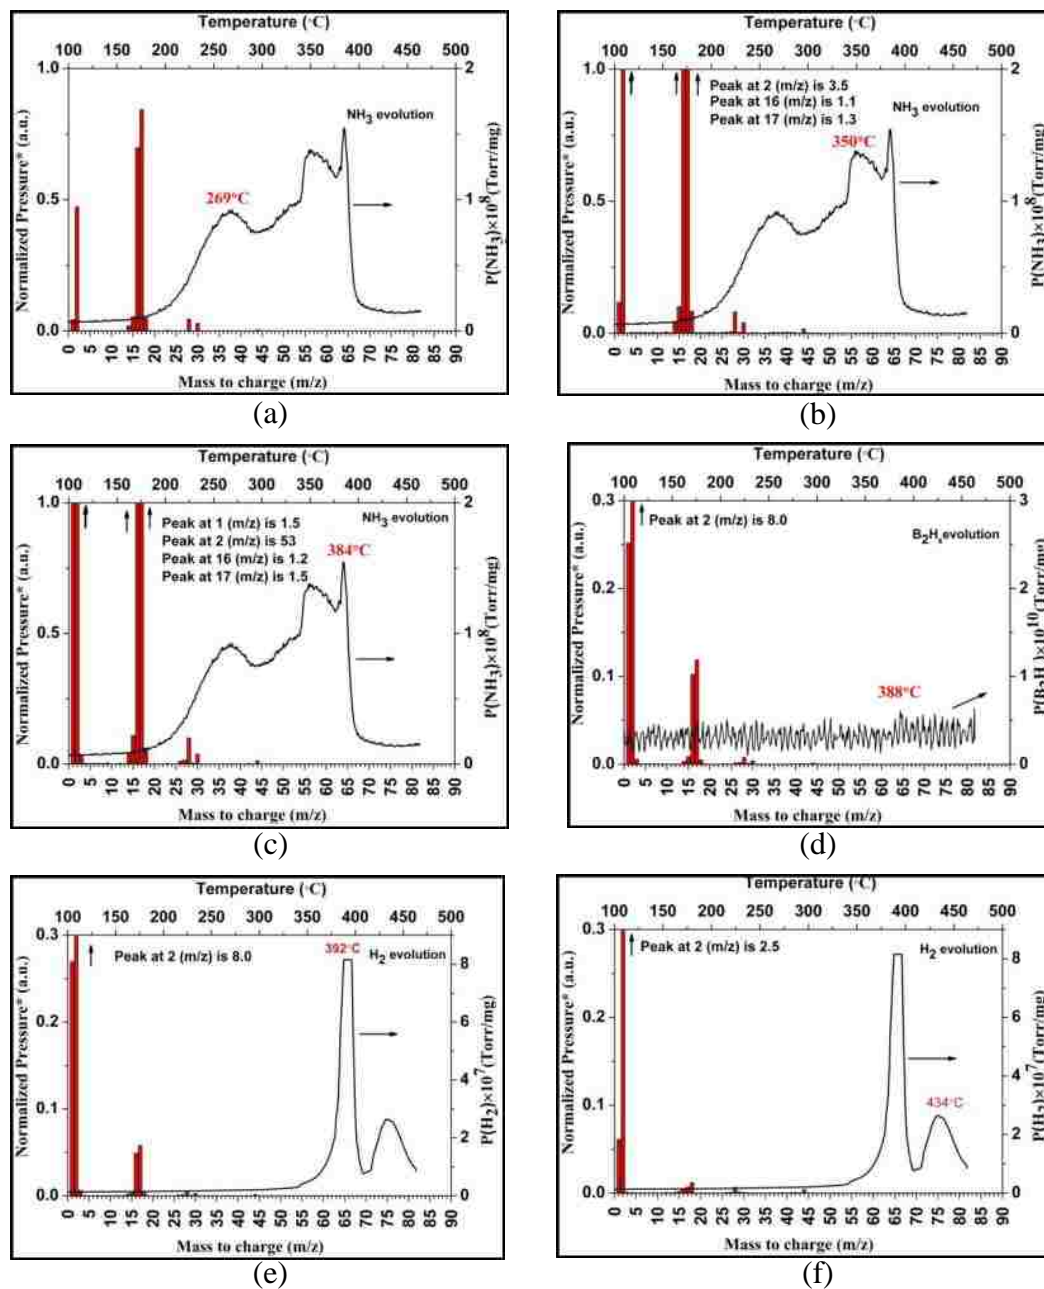 Temperature (°C)
100 150 200 250 300 350 400 450 500
1.0
0.5
0.0
Normalized Pressure* (a.u.)
NH3 evolution
269°C
2
1
0
P(NH3)×10^8(Torr/mg)
0 5 10 15 20 25 30 35 40 45 50 55 60 65 70 75 80 85 90
Mass to charge (m/z)
(a)
Temperature (°C)
100 150 200 250 300 350 400 450 500
1.0
0.5
0.0
Normalized Pressure* (a.u.)
Peak at 2 (m/z) is 3.5
Peak at 16 (m/z) is 1.1
Peak at 17 (m/z) is 1.3
NH3 evolution
350°C
2
1
0
P(NH3)×10^8(Torr/mg)
0 5 10 15 20 25 30 35 40 45 50 55 60 65 70 75 80 85 90
Mass to charge (m/z)
(b)
Temperature (°C)
100 150 200 250 300 350 400 450 500
1.0
0.5
0.0
Normalized Pressure* (a.u.)
Peak at 1 (m/z) is 1.5
Peak at 2 (m/z) is 53
Peak at 16 (m/z) is 1.2
Peak at 17 (m/z) is 1.5
NH3 evolution
384°C
2
1
0
P(NH3)×10^8(Torr/mg)
0 5 10 15 20 25 30 35 40 45 50 55 60 65 70 75 80 85 90
Mass to charge (m/z)
(c)
Temperature (°C)
100 150 200 250 300 350 400 450 500
0.3
0.2
0.1
0.0
Normalized Pressure* (a.u.)
Peak at 2 (m/z) is 8.0
B2Hx evolution
388°C
3
2
1
0
0 5 10 15 20 25 30 35 40 45 50 55 60 65 70 75 80 85 90
Mass to charge (m/z)
(d)
Temperature (°C)
100 150 200 250 300 350 400 450 500
0.3
0.2
0.1
0.0
Normalized Pressure* (a.u.)
Peak at 2 (m/z) is 8.0
392°C
H2 evolution
8
6
4
2
0
P(H2)×10^7(Torr/mg)
0 5 10 15 20 25 30 35 40 45 50 55 60 65 70 75 80 85 90
Mass to charge (m/z)
(e)
Temperature (°C)
100 150 200 250 300 350 400 450 500
0.3
0.2
0.1
0.0
Normalized Pressure* (a.u.)
Peak at 2 (m/z) is 2.5
H2 evolution
434°C
8
6
4
2
0
P(H2)×10^7(Torr/mg)
0 5 10 15 20 25 30 35 40 45 50 55 60 65 70 75 80 85 90
Mass to charge (m/z)
(f)